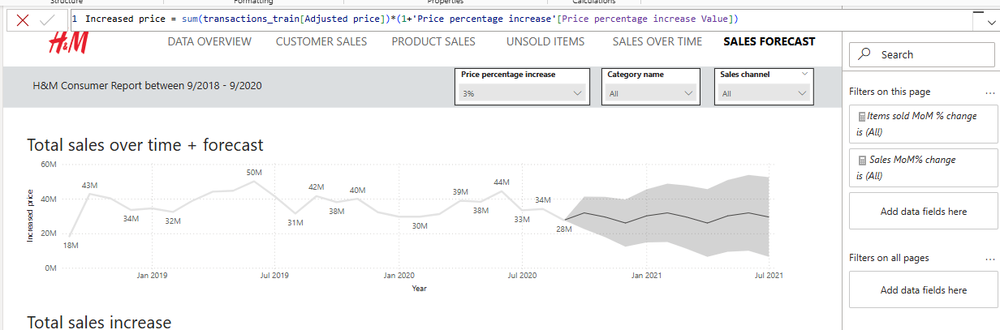 Structure Formatting Properties Calculations
1 Increased price = sum(transactions_train[Adjusted price])*(1+'Price percentage increase'[Price percentage increase Value])
H&M
DATA OVERVIEW CUSTOMER SALES PRODUCT SALES UNSOLD ITEMS SALES OVER TIME SALES FORECAST
Search
H&M Consumer Report between 9/2018 - 9/2020
Price percentage increase
3%
Category name
All
Sales channel
All
Filters on this page
...
Items sold MoM % change
is (All)
Sales MoM% change
is (All)
Add data fields here
Filters on all pages
...
Add data fields here
Total sales over time + forecast
Increased price
60M
40M
20M
0M
18M
43M
34M
32M
50M
31M
42M
38M
40M
30M
39M
38M
44M
33M
34M
28M
Jan 2019 Jul 2019 Jan 2020 Jul 2020 Jan 2021 Jul 2021
Year
Total sales increase